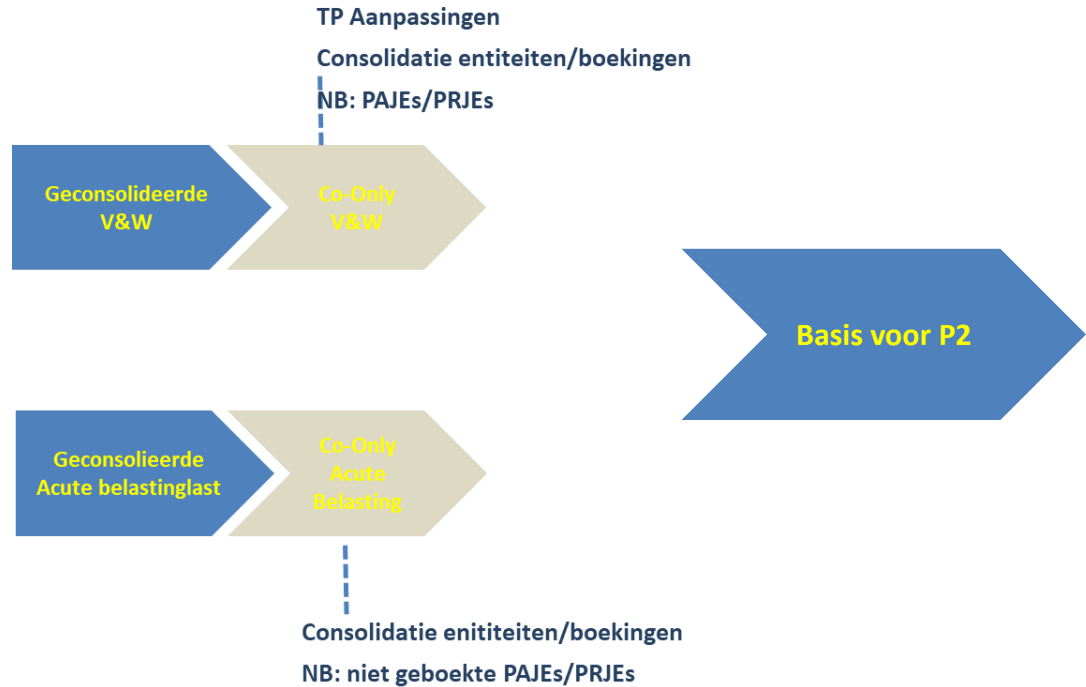 TP Aanpassingen
Consolidatie entiteiten/boekingen
NB: PAJEs/PRJEs
Geconsolideerde
V&W
Co-Only
V&W
Basis voor P2
Geconsolieerde
Acute belastinglast
Co-Only
Acute
Belasting
Consolidatie enititeiten/boekingen
NB: niet geboekte PAJEs/PRJEs